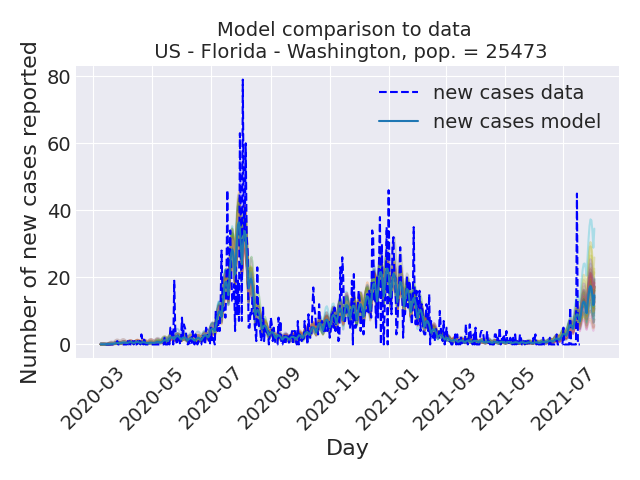 Model comparison to data
US - Florida - Washington, pop. = 25473
Number of new cases reported
80
60
40
20
0
new cases data
new cases model
2020-03
2020-05
2020-07
2020-09
2020-11
2021-01
2021-03
2021-05
2021-07
Day